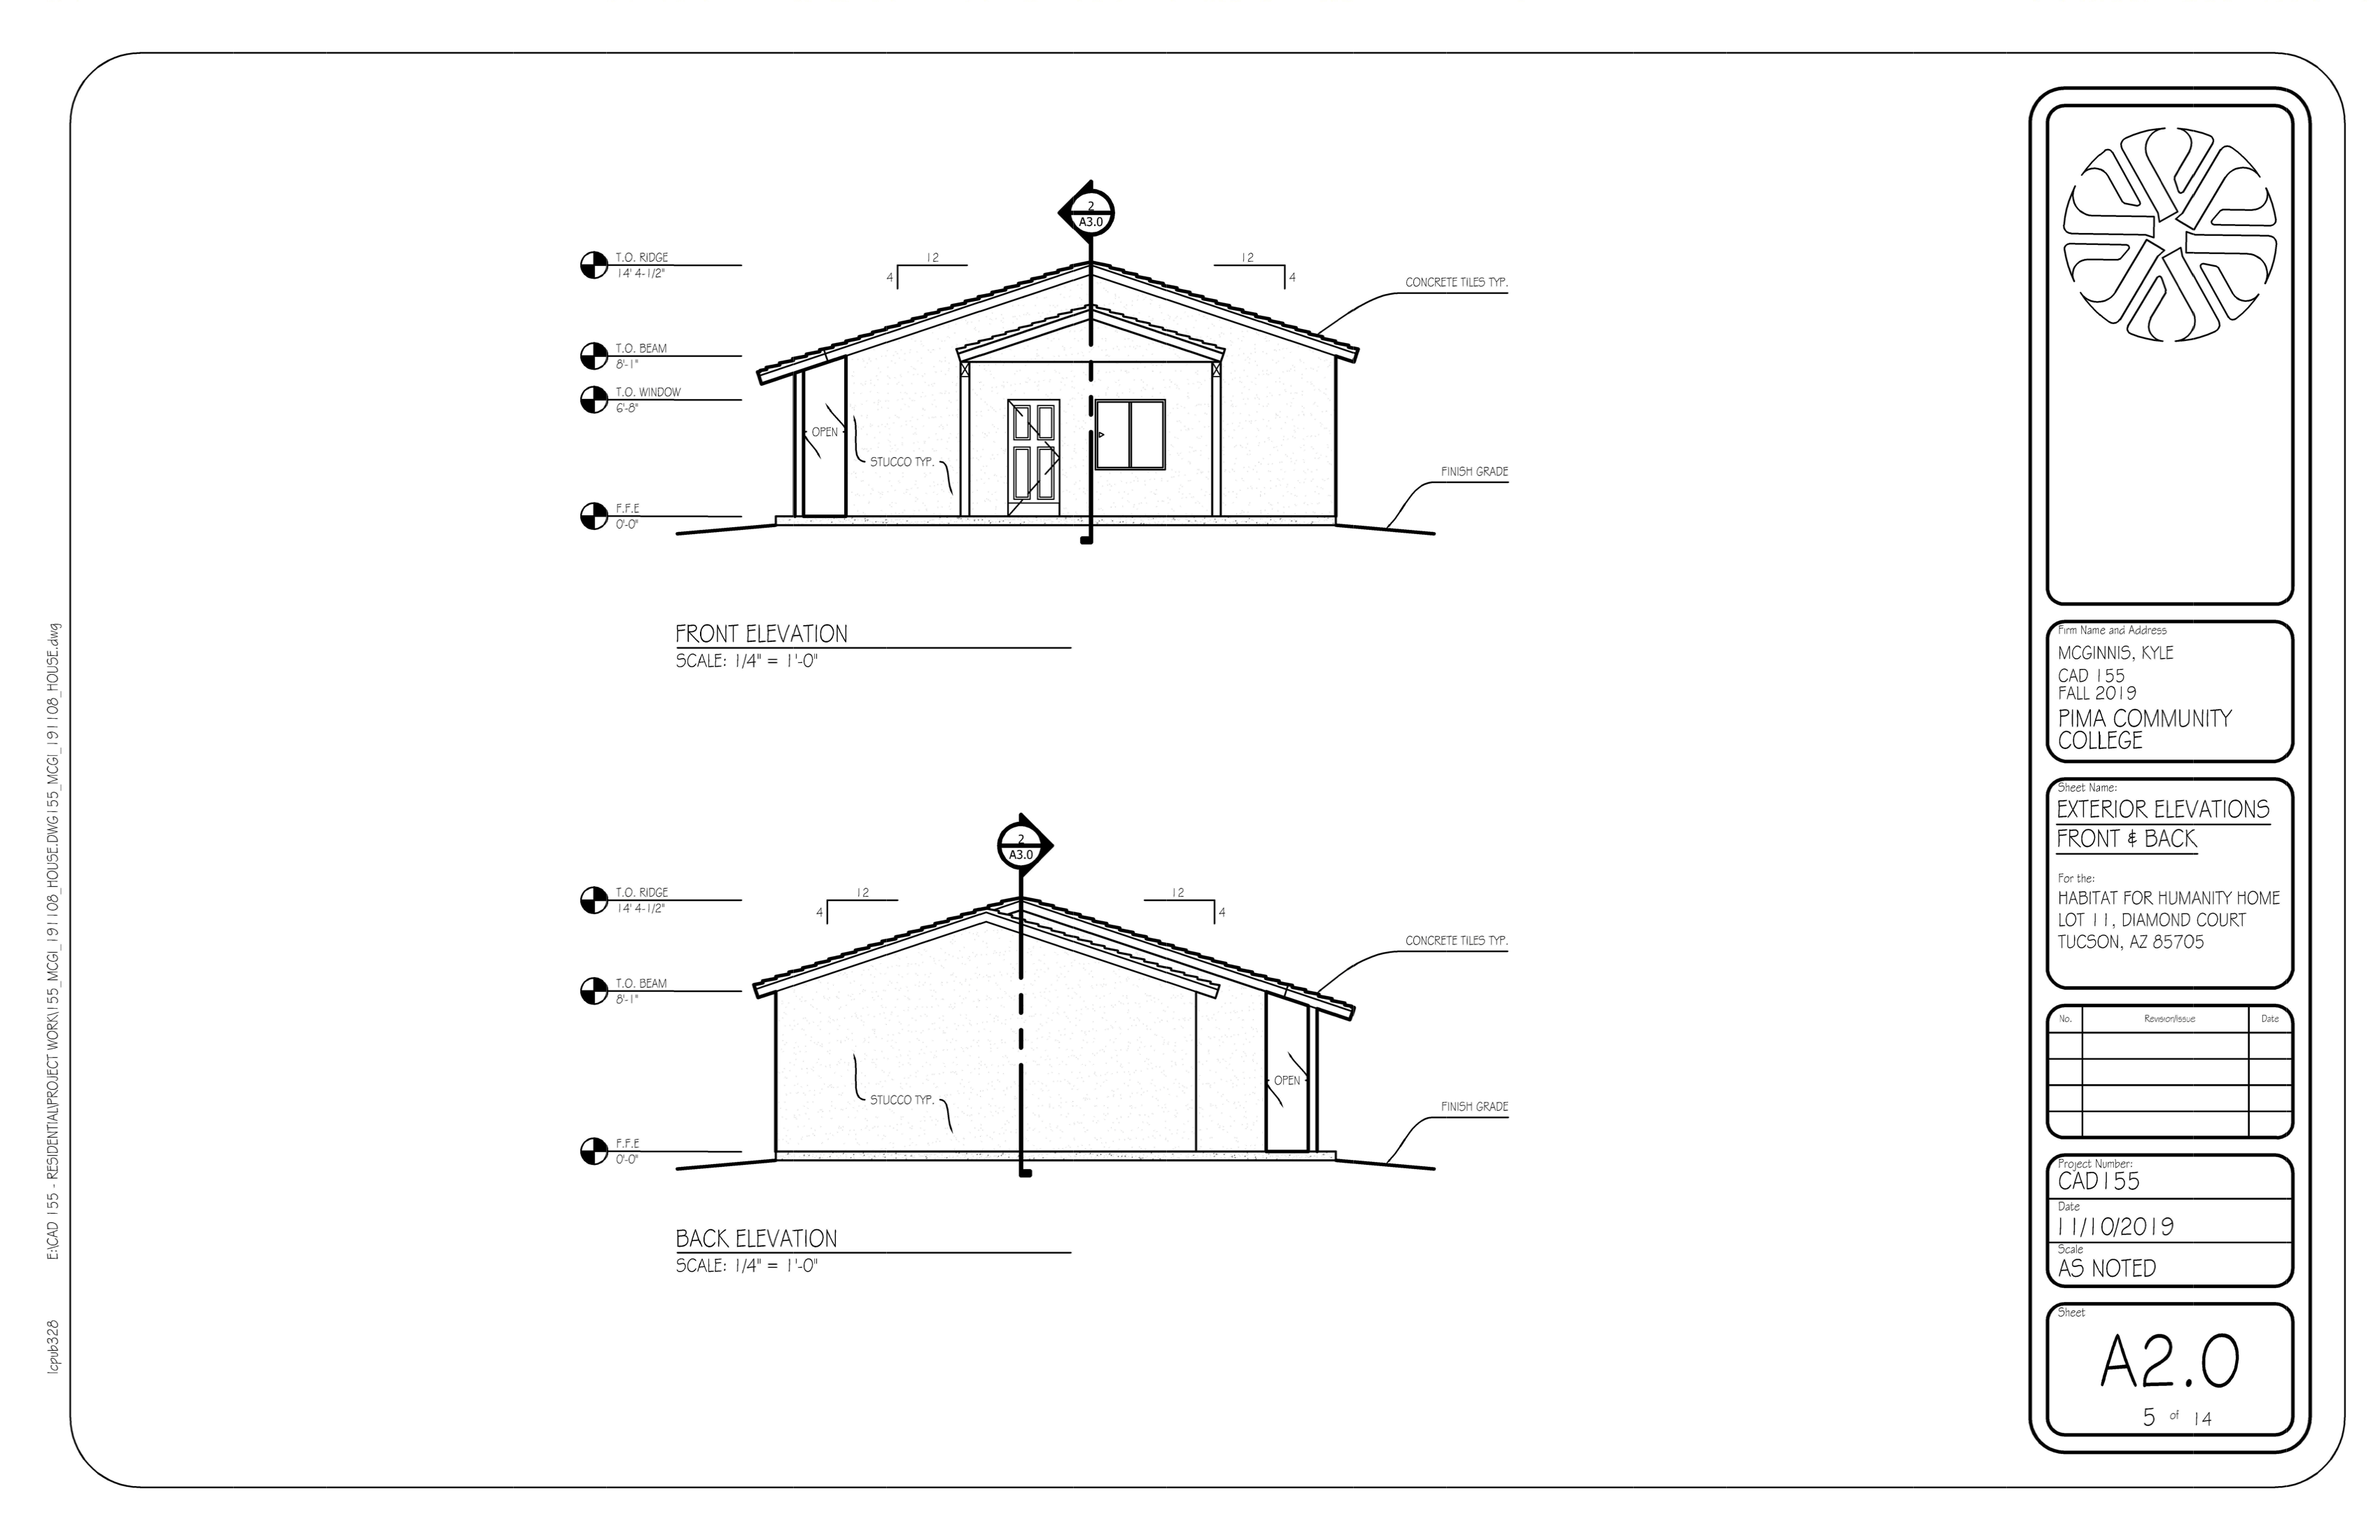 2
A3.0
T.O. RIDGE
14' 4-1/2"
12
4
12
4
CONCRETE TILES TYP.
T.O. BEAM
8'-1"
T.O. WINDOW
6'-8"
OPEN
STUCCO TYP.
FINISH GRADE
F.F.E
0'-0"
FRONT ELEVATION
SCALE: 1/4" = 1'-0"
2
A3.0
T.O. RIDGE
14' 4-1/2"
12
4
12
4
CONCRETE TILES TYP.
T.O. BEAM
8'-1"
OPEN
STUCCO TYP.
FINISH GRADE
F.F.E
0'-0"
BACK ELEVATION
SCALE: 1/4" = 1'-0"
E:\CAD 155 - RESIDENTIAL\PROJECT WORK\155_MCGI_191108_HOUSE.DWG155_MCGI_191108_HOUSE.dwg
lcpub328
Firm Name and Address
MCGINNIS, KYLE
CAD 155
FALL 2019
PIMA COMMUNITY
COLLEGE
Sheet Name:
EXTERIOR ELEVATIONS
FRONT & BACK
For the:
HABITAT FOR HUMANITY HOME
LOT 11, DIAMOND COURT
TUCSON, AZ 85705
No. Revision/Issue Date
Project Number:
CAD155
Date
11/10/2019
Scale
AS NOTED
Sheet
A2.0
5 of 14